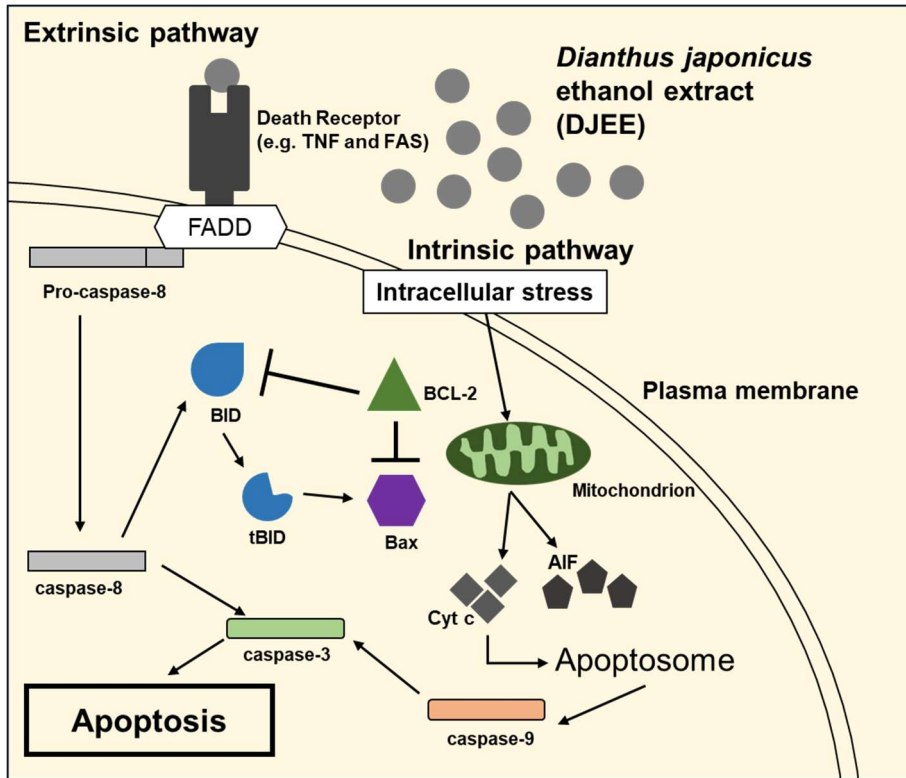 Extrinsic pathway
Dianthus japonicus
ethanol extract
(DJEE)
Death Receptor
(e.g. TNF and FAS)
FADD
Intrinsic pathway
Pro-caspase-8
Intracellular stress
BID
BCL-2
Plasma membrane
Mitochondrion
tBID
Bax
AIF
caspase-8
Cyt c
caspase-3
Apoptosome
Apoptosis
caspase-9